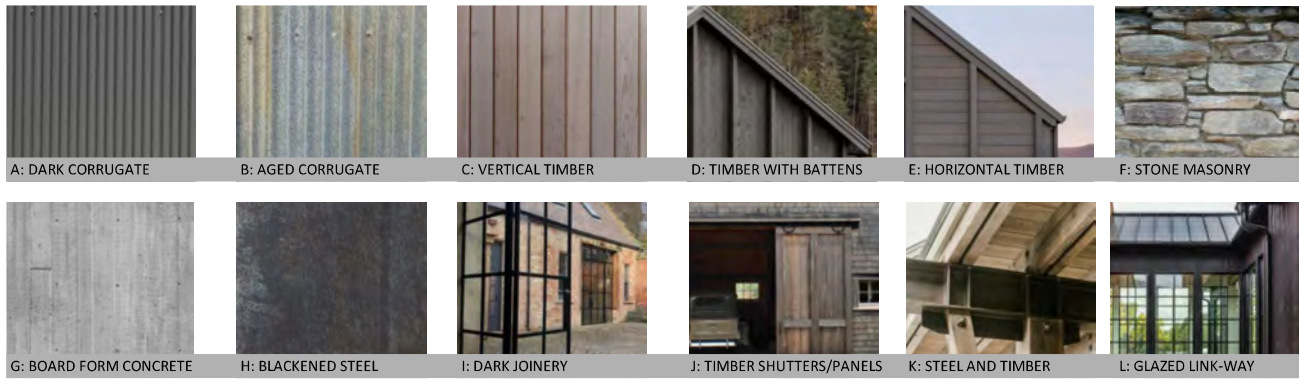 A: DARK CORRUGATE
B: AGED CORRUGATE
C: VERTICAL TIMBER
D: TIMBER WITH BATTENS
E: HORIZONTAL TIMBER
F: STONE MASONRY
G: BOARD FORM CONCRETE
H: BLACKENED STEEL
I: DARK JOINERY
J: TIMBER SHUTTERS/PANELS
K: STEEL AND TIMBER
L: GLAZED LINK-WAY